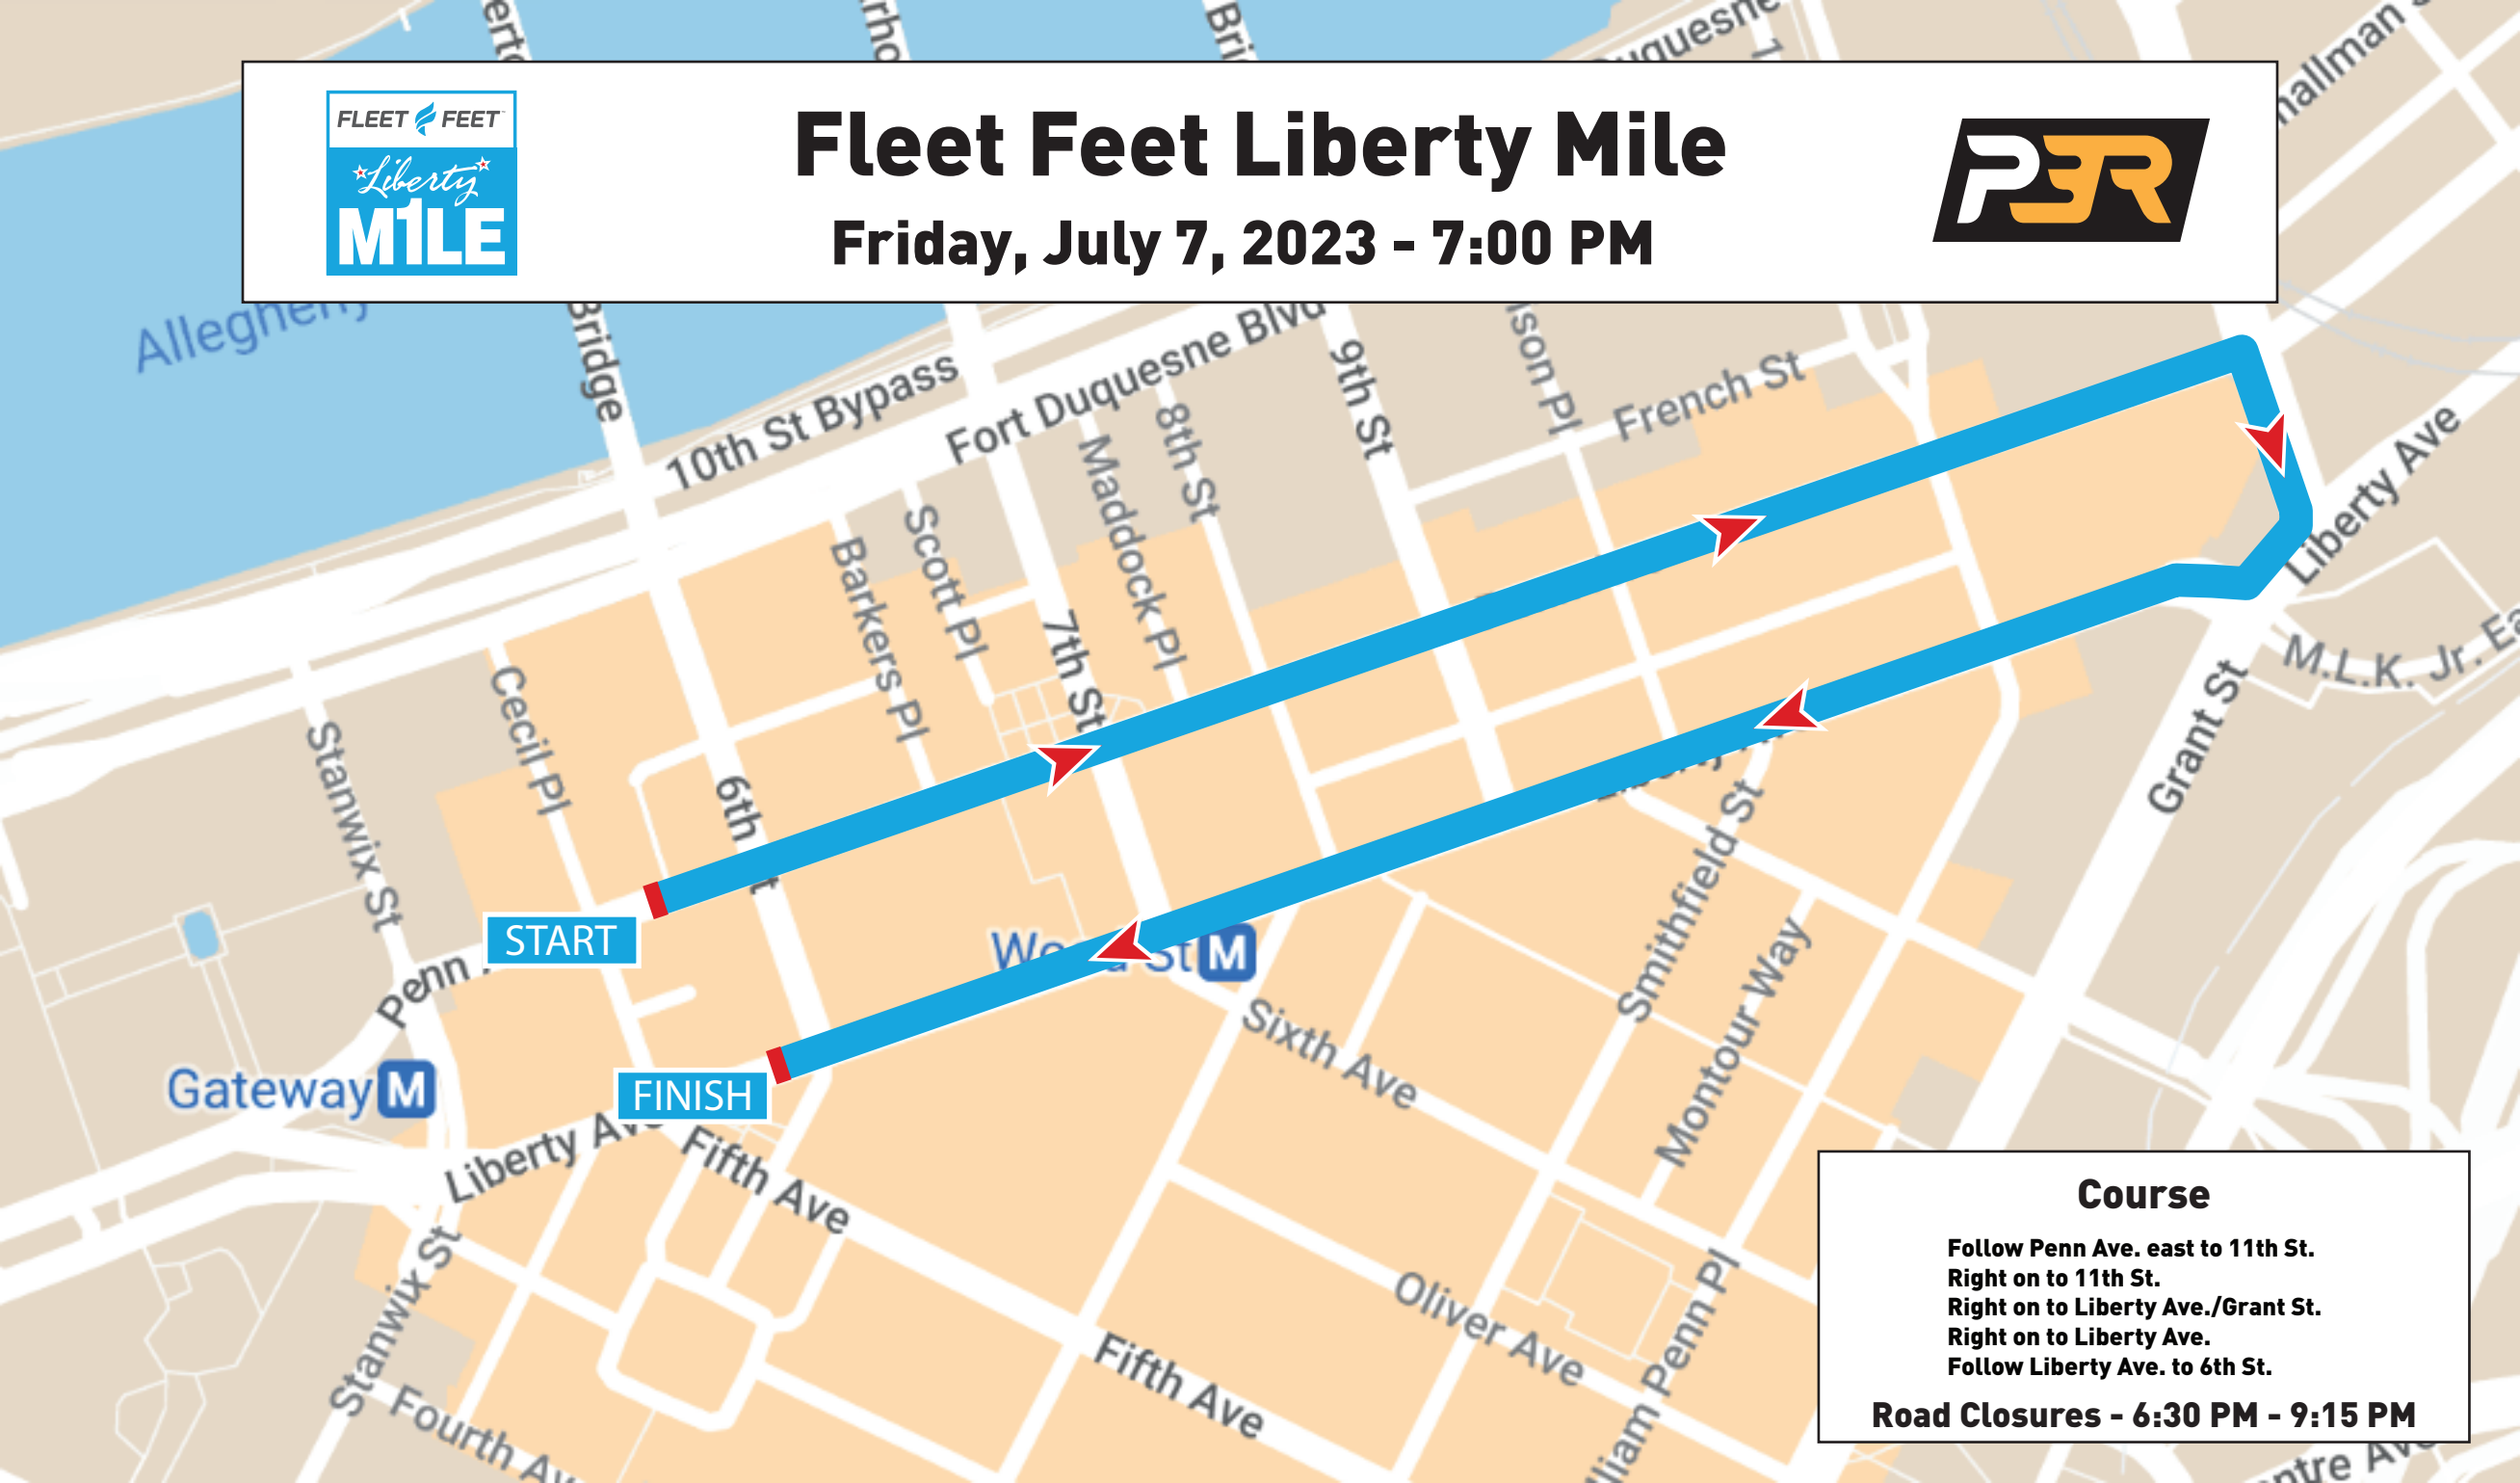 FLEET FEET
Liberty
M1LE
Fleet Feet Liberty Mile
Friday, July 7, 2023 - 7:00 PM
P3R
Bridge
10th St Bypass
Fort Duquesne Blvd
9th St
French St
8th St
Maddock Pl
Scott Pl
Barkers Pl
7th St
Cecil Pl
Stanwix St
6th
Liberty Ave
M.L.K. Jr.
Grant St
START
Penn
St M
Smithfield St
Montour Way
Sixth Ave
Gateway M
FINISH
Liberty Ave
Fifth Ave
Stanwix St
Oliver Ave
Penn Pl
Fifth Ave
Course
Follow Penn Ave. east to 11th St.
Right on to 11th St.
Right on to Liberty Ave./Grant St.
Right on to Liberty Ave.
Follow Liberty Ave. to 6th St.
Road Closures - 6:30 PM - 9:15 PM
Fourth